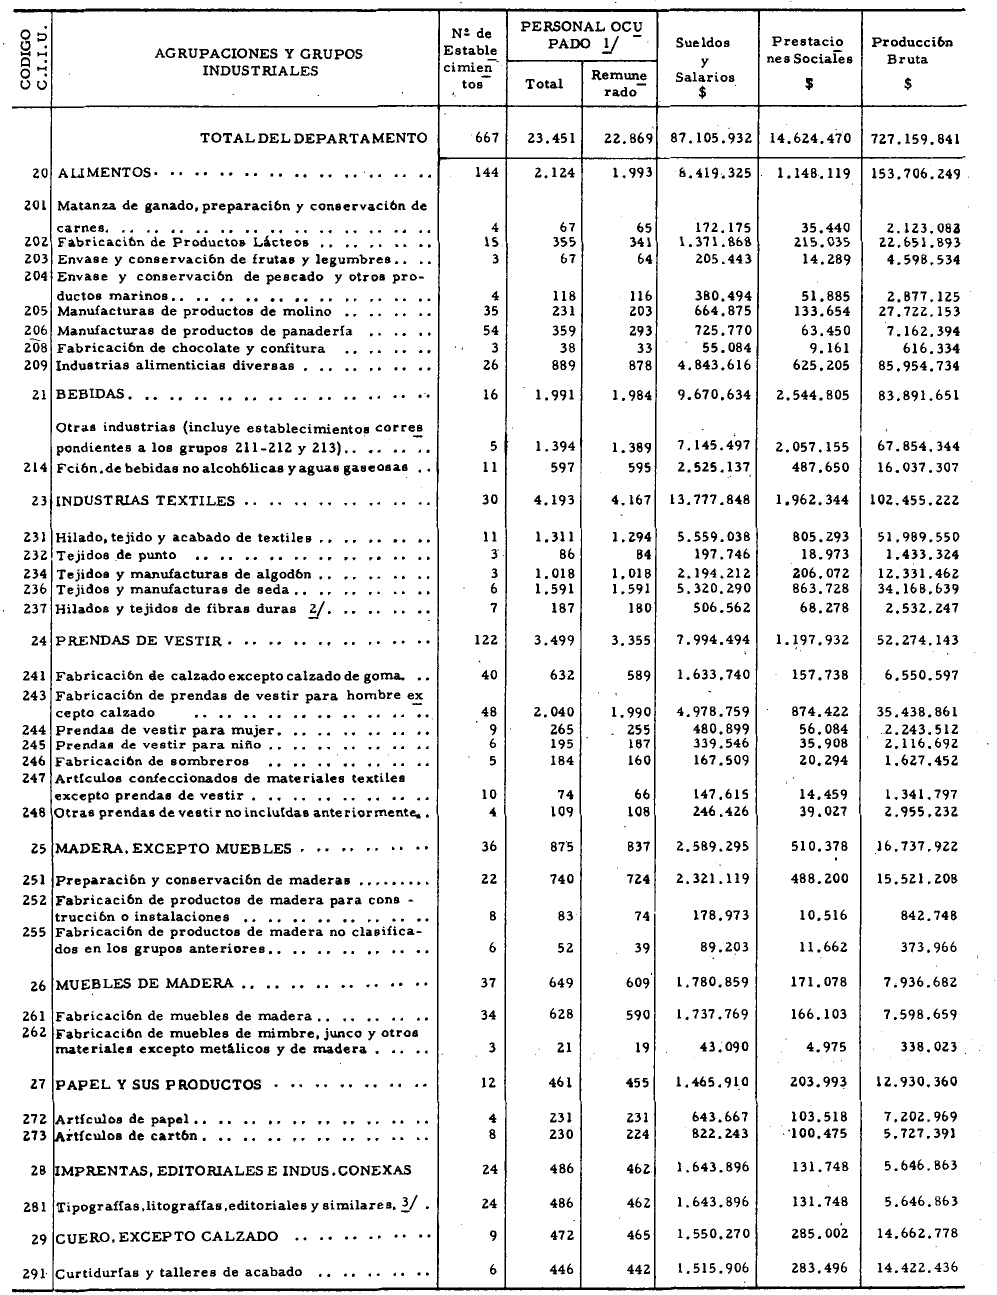 CODIGO C.I.I.U. AGRUPACIONES Y GRUPOS INDUSTRIALES Nº de Establecimientos PERSONAL OCUPADO 1/ Total Remunerado Sueldos y Salarios $ Prestaciones Sociales $ Producción Bruta $
TOTAL DEL DEPARTAMENTO 667 23.451 22.869 87.105.932 14.624.470 727.159.841
20 ALIMENTOS 144 2.124 1.993 8.419.325 1.148.119 153.706.249
201 Matanza de ganado, preparación y conservación de
carnes. 4 67 65 172.175 35.440 2.123.083
202 Fabricación de Productos Lácteos 15 355 341 1.371.868 215.035 22.651.893
203 Envase y conservación de frutas y legumbres 3 67 64 205.443 14.289 4.598.534
204 Envase y conservación de pescado y otros pro-
ductos marinos 4 118 116 380.494 51.885 2.877.125
205 Manufacturas de productos de molino 35 231 203 664.875 133.654 27.722.153
206 Manufacturas de productos de panadería 54 359 293 725.770 63.450 7.162.394
208 Fabricación de chocolate y confitura 3 38 33 55.084 9.161 616.334
209 Industrias alimenticias diversas 26 889 878 4.843.616 625.205 85.954.734
21 BEBIDAS 16 1.991 1.984 9.670.634 2.544.805 83.891.651
Otras industrias (incluye establecimientos corres
pondientes a los grupos 211-212 y 213) 5 1.394 1.389 7.145.497 2.057.155 67.854.344
214 Fción. de bebidas no alcohólicas y aguas gaseosas 11 597 595 2.525.137 487.650 16.037.307
23 INDUSTRIAS TEXTILES 30 4.193 4.167 13.777.848 1.962.344 102.455.222
231 Hilado, tejido y acabado de textiles 11 1.311 1.294 5.559.038 805.293 51.989.550
232 Tejidos de punto 3 86 84 197.746 18.973 1.433.324
234 Tejidos y manufacturas de algodón 3 1.018 1.018 2.194.212 206.072 12.331.462
236 Tejidos y manufacturas de seda 6 1.591 1.591 5.320.290 863.728 34.168.639
237 Hilados y tejidos de fibras duras 2/ 7 187 180 506.562 68.278 2.532.247
24 PRENDAS DE VESTIR 122 3.499 3.355 7.994.494 1.197.932 52.274.143
241 Fabricación de calzado excepto calzado de goma 40 632 589 1.633.740 157.738 6.550.597
243 Fabricación de prendas de vestir para hombre ex
cepto calzado 48 2.040 1.990 4.978.759 874.422 35.438.861
244 Prendas de vestir para mujer 9 265 255 480.899 56.084 2.243.512
245 Prendas de vestir para niño 6 195 187 339.546 35.908 2.116.692
246 Fabricación de sombreros 5 184 160 167.509 20.294 1.627.452
247 Artículos confeccionados de materiales textiles
excepto prendas de vestir 10 74 66 147.615 14.459 1.341.797
248 Otras prendas de vestir no incluídas anteriormente 4 109 108 246.426 39.027 2.955.232
25 MADERA, EXCEPTO MUEBLES 36 875 837 2.589.295 510.378 16.737.922
251 Preparación y conservación de maderas 22 740 724 2.321.119 488.200 15.521.208
252 Fabricación de productos de madera para cons -
trucción o instalaciones 8 83 74 178.973 10.516 842.748
255 Fabricación de productos de madera no clasifica-
dos en los grupos anteriores 6 52 39 89.203 11.662 373.966
26 MUEBLES DE MADERA 37 649 609 1.780.859 171.078 7.936.682
261 Fabricación de muebles de madera 34 628 590 1.737.769 166.103 7.598.659
262 Fabricación de muebles de mimbre, junco y otros
materiales excepto metálicos y de madera 3 21 19 43.090 4.975 338.023
27 PAPEL Y SUS PRODUCTOS 12 461 455 1.465.910 203.993 12.930.360
272 Artículos de papel 4 231 231 643.667 103.518 7.202.969
273 Artículos de cartón 8 230 224 822.243 100.475 5.727.391
28 IMPRENTAS, EDITORIALES E INDUS. CONEXAS 24 486 462 1.643.896 131.748 5.646.863
281 Tipografías, litografías, editoriales y similares. 3/ 24 486 462 1.643.896 131.748 5.646.863
29 CUERO, EXCEPTO CALZADO 9 472 465 1.550.270 285.002 14.662.778
291 Curtidurías y talleres de acabado 6 446 442 1.515.906 283.496 14.422.436